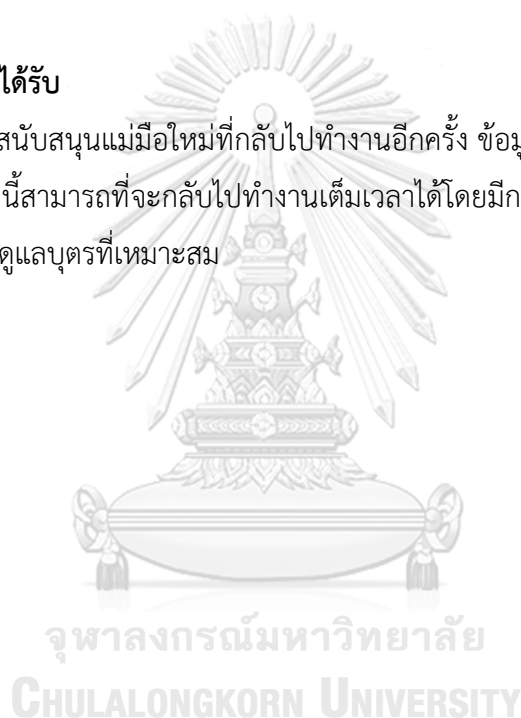 ได้รับ
สนับสนุนแม่มือใหม่ที่กลับไปทำงานอีกครั้ง ข้อมู
นี้สามารถที่จะกลับไปทำงานเต็มเวลาได้โดยมีก
ดูแลบุตรที่เหมาะสม
จุฬาลงกรณ์มหาวิทยาลัย
CHULALONGKORN UNIVERSITY